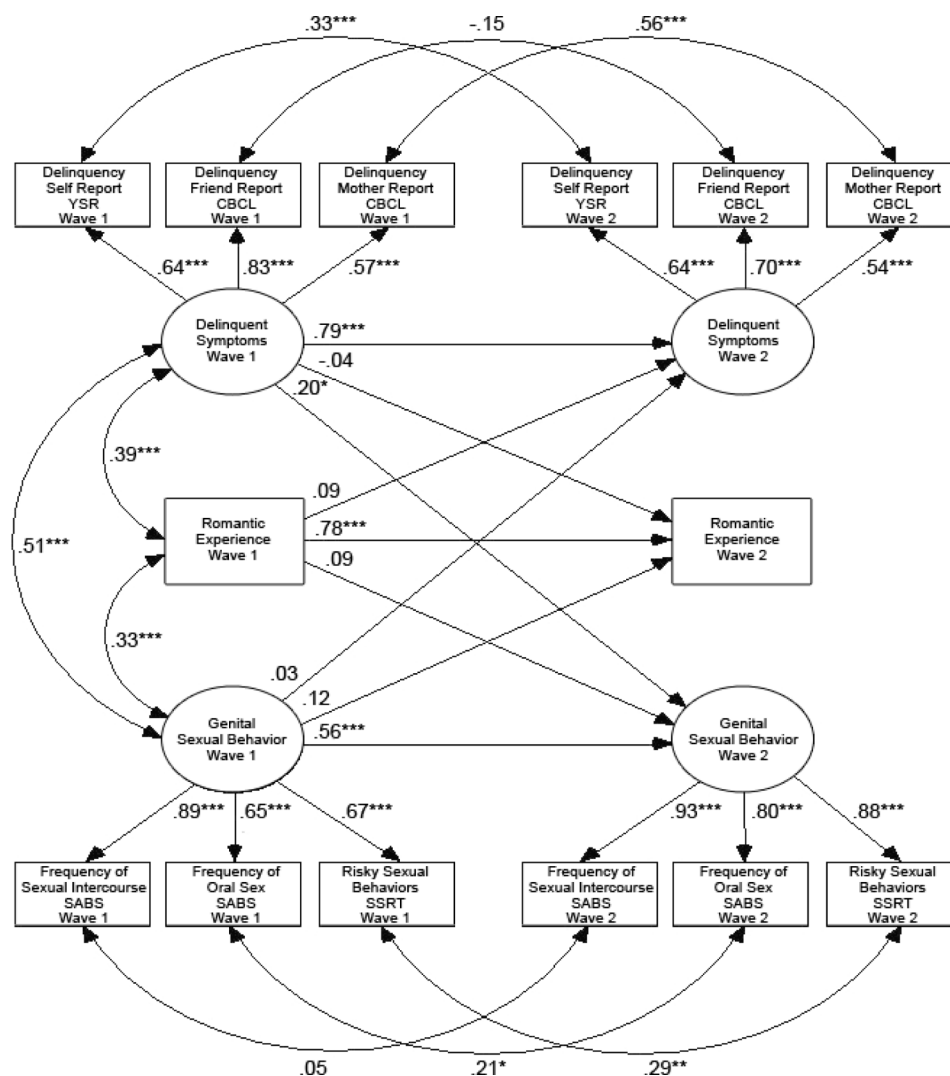 .33***
-.15
.56***
Delinquency
Self Report
YSR
Wave 1
Delinquency
Friend Report
CBCL
Wave 1
Delinquency
Mother Report
CBCL
Wave 1
Delinquency
Self Report
YSR
Wave 2
Delinquency
Friend Report
CBCL
Wave 2
Delinquency
Mother Report
CBCL
Wave 2
.64***
.83***
.57***
.64***
.70***
.54***
Delinquent
Symptoms
Wave 1
Delinquent
Symptoms
Wave 2
.79***
-.04
.20*
.39***
.51***
.33***
Romantic
Experience
Wave 1
.09
.78***
.09
Romantic
Experience
Wave 2
.03
.12
.56***
Genital
Sexual Behavior
Wave 1
Genital
Sexual Behavior
Wave 2
.89***
.65***
.67***
.93***
.80***
.88***
Frequency of
Sexual Intercourse
SABS
Wave 1
Frequency of
Oral Sex
SABS
Wave 1
Risky Sexual
Behaviors
SSRT
Wave 1
Frequency of
Sexual Intercourse
SABS
Wave 2
Frequency of
Oral Sex
SABS
Wave 2
Risky Sexual
Behaviors
SSRT
Wave 2
.05
.21*
.29**